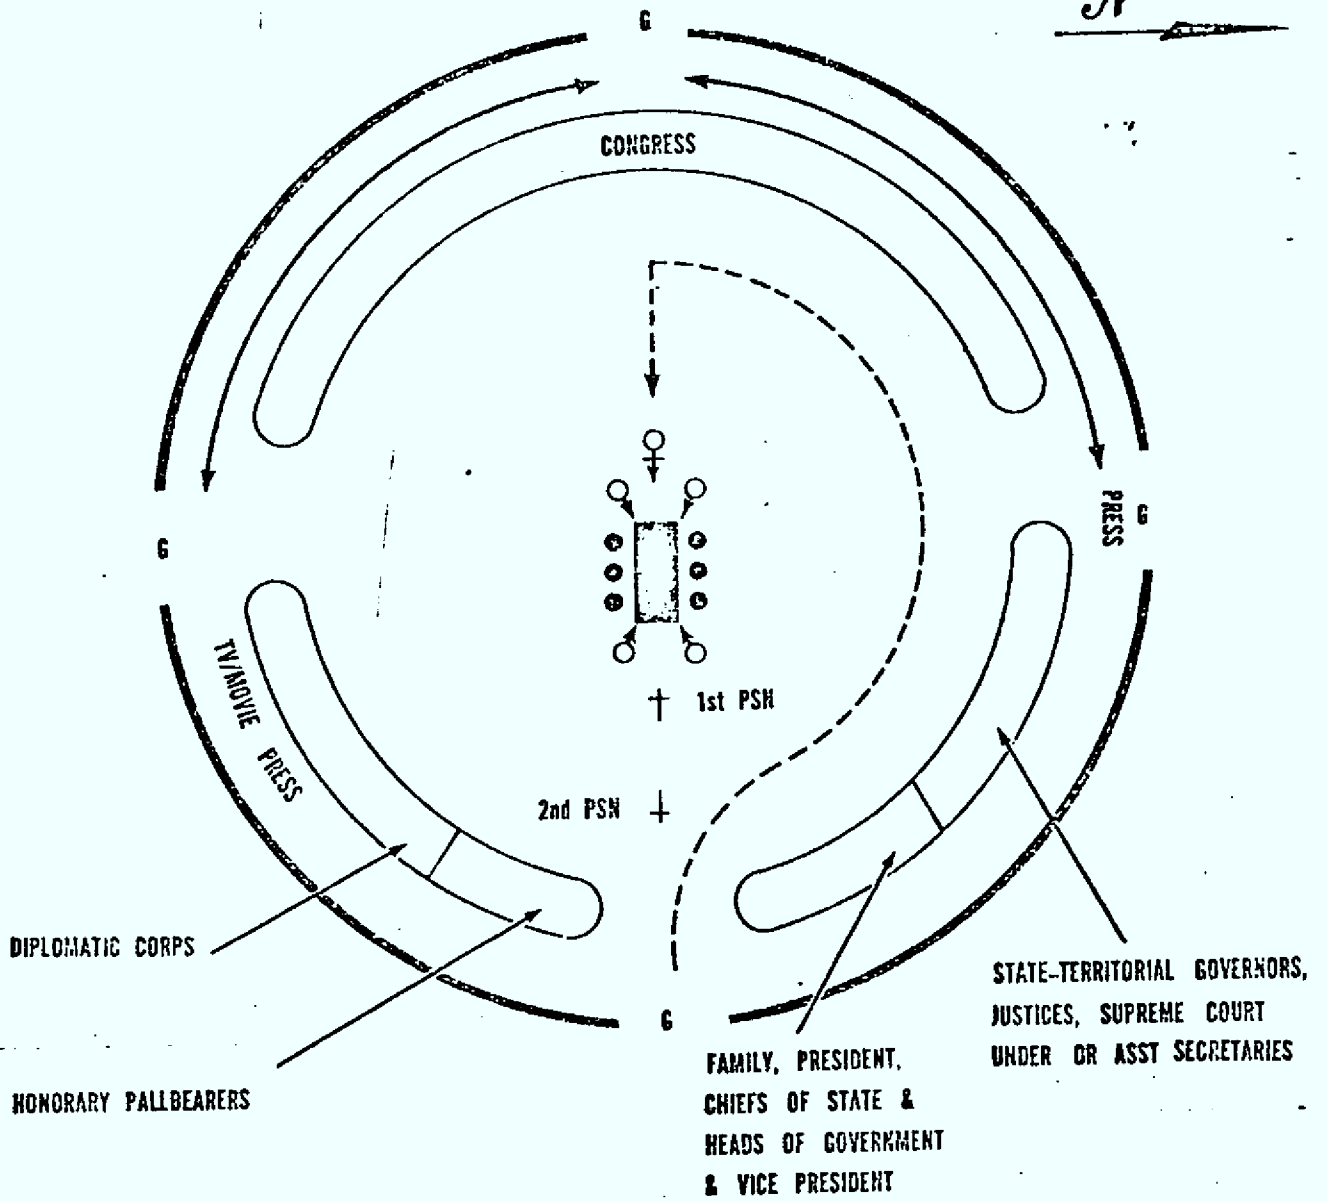 G
N
CONGRESS
G
PRESS
G
TV/MOVIE PRESS
1st PSN
2nd PSN
DIPLOMATIC CORPS
HONORARY PALLBEARERS
G
STATE-TERRITORIAL GOVERNORS,
JUSTICES, SUPREME COURT
UNDER OR ASST SECRETARIES
FAMILY, PRESIDENT,
CHIEFS OF STATE &
HEADS OF GOVERNMENT
& VICE PRESIDENT